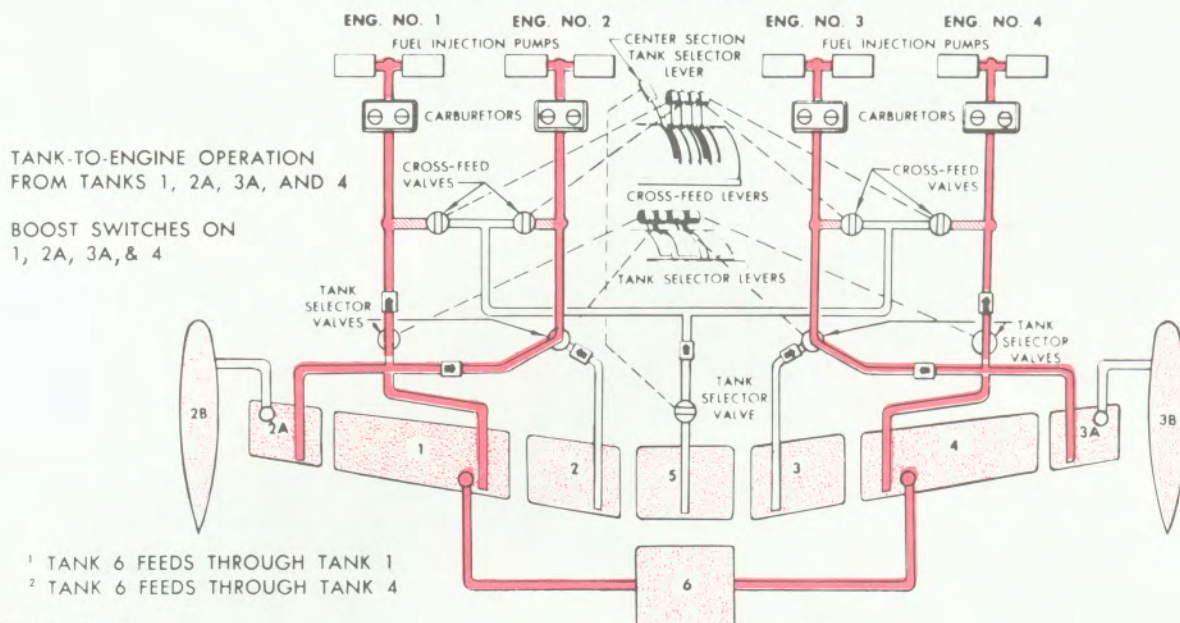 ENG. NO. 1
ENG. NO. 2
ENG. NO. 3
ENG. NO. 4
FUEL INJECTION PUMPS
CENTER SECTION
TANK SELECTOR
LEVER
FUEL INJECTION PUMPS
CARBURETORS
CARBURETORS
TANK-TO-ENGINE OPERATION
FROM TANKS 1, 2A, 3A, AND 4
BOOST SWITCHES ON
1, 2A, 3A, & 4
CROSS-FEED
VALVES
CROSS-FEED LEVERS
CROSS-FEED
VALVES
TANK SELECTOR LEVERS
TANK
SELECTOR
VALVES
TANK
SELECTOR
VALVES
TANK
SELECTOR
VALVE
2B
2A
1
2
5
3
4
3A
3B
6
¹ TANK 6 FEEDS THROUGH TANK 1
² TANK 6 FEEDS THROUGH TANK 4